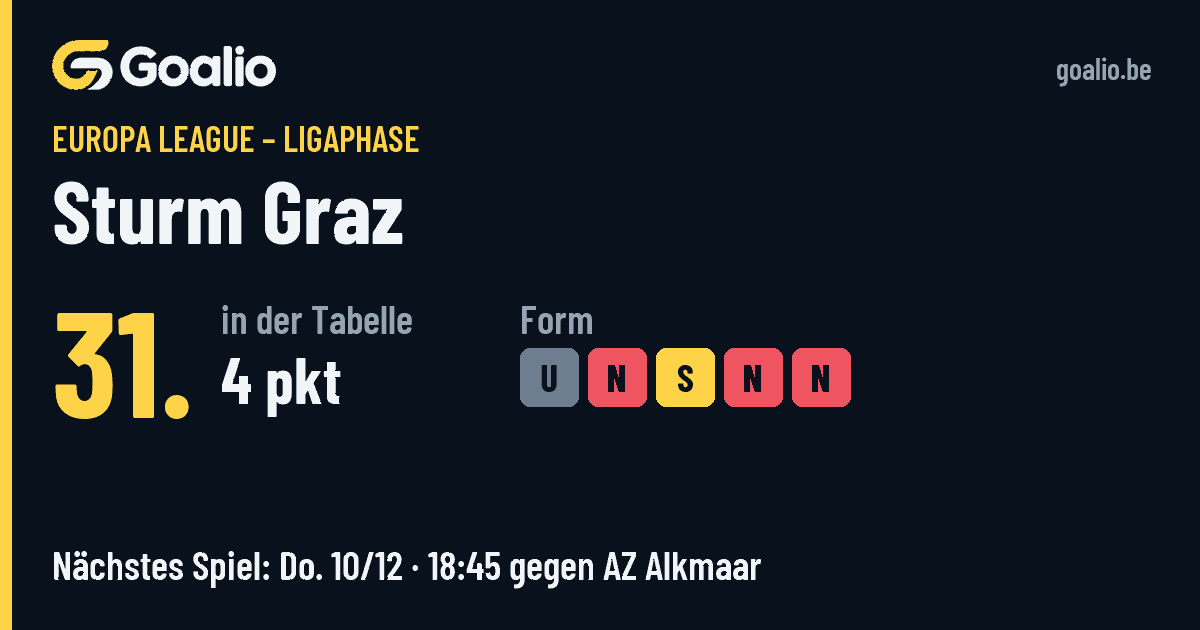 Goalio
goalio.be
EUROPA LEAGUE – LIGAPHASE
Sturm Graz
31.
in der Tabelle
4 pkt
Form
U N S N N
Nächstes Spiel: Do. 10/12 · 18:45 gegen AZ Alkmaar